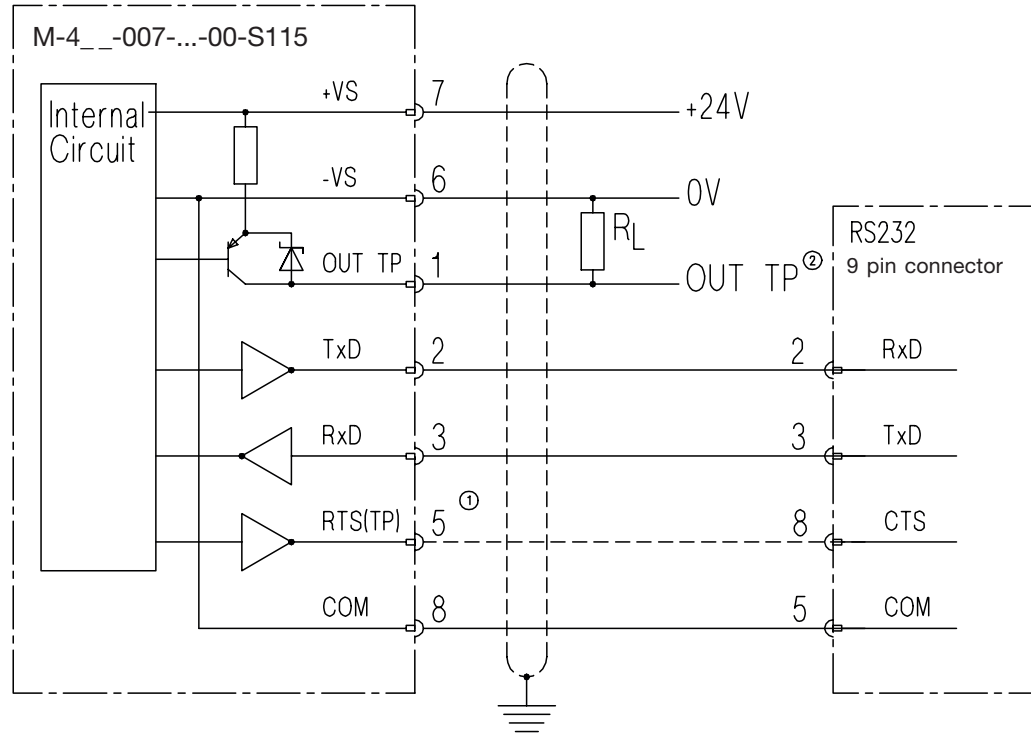 M-4_ _-007-...-00-S115
Internal
Circuit
+VS 7 +24V
-VS 6 0V
RL
OUT TP 1 OUT TP ②
RS232
9 pin connector
TxD 2 2 RxD
RxD 3 3 TxD
RTS(TP) 5 ① 8 CTS
COM 8 5 COM